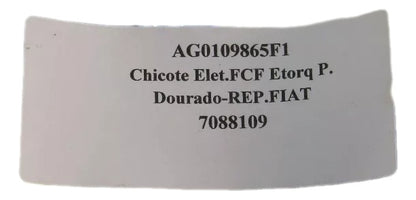 AG0109865F1
Chicote Elet.FCF Etorq P.
Dourado-REP.FIAT
7088109